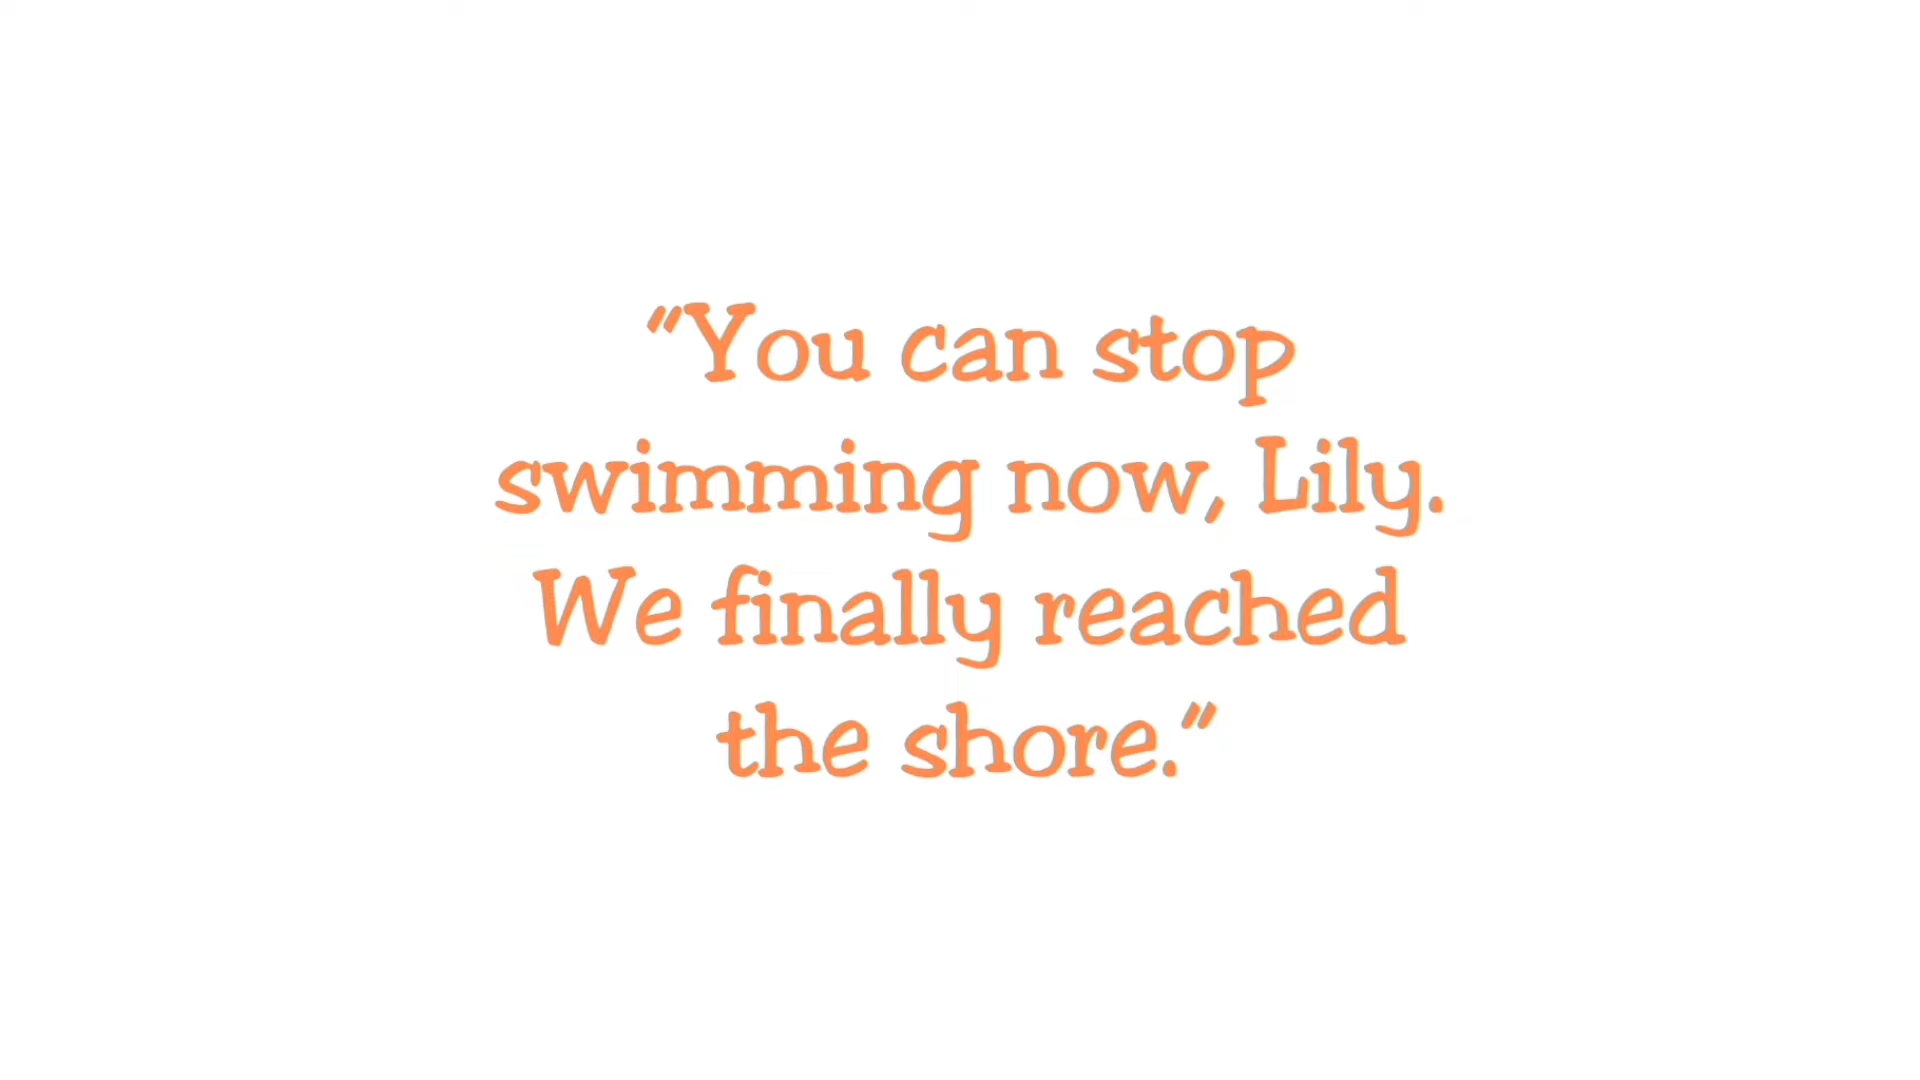 "You can stop
swimming now, Lily.
We finally reached
the shore."